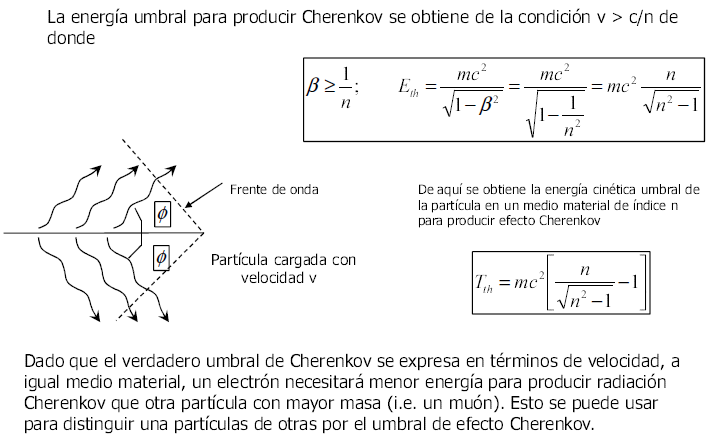 La energía umbral para producir Cherenkov se obtiene de la condición v > c/n de
donde
β ≥ 1/n;   E_th = mc²/√(1−β²) = mc²/√(1−1/n²) = mc² n/√(n²−1)
Frente de onda
ϕ
ϕ
Partícula cargada con
velocidad v
De aquí se obtiene la energía cinética umbral de
la partícula en un medio material de índice n
para producir efecto Cherenkov
T_th = mc² [n/√(n²−1) −1]
Dado que el verdadero umbral de Cherenkov se expresa en términos de velocidad, a
igual medio material, un electrón necesitará menor energía para producir radiación
Cherenkov que otra partícula con mayor masa (i.e. un muón). Esto se puede usar
para distinguir una partículas de otras por el umbral de efecto Cherenkov.